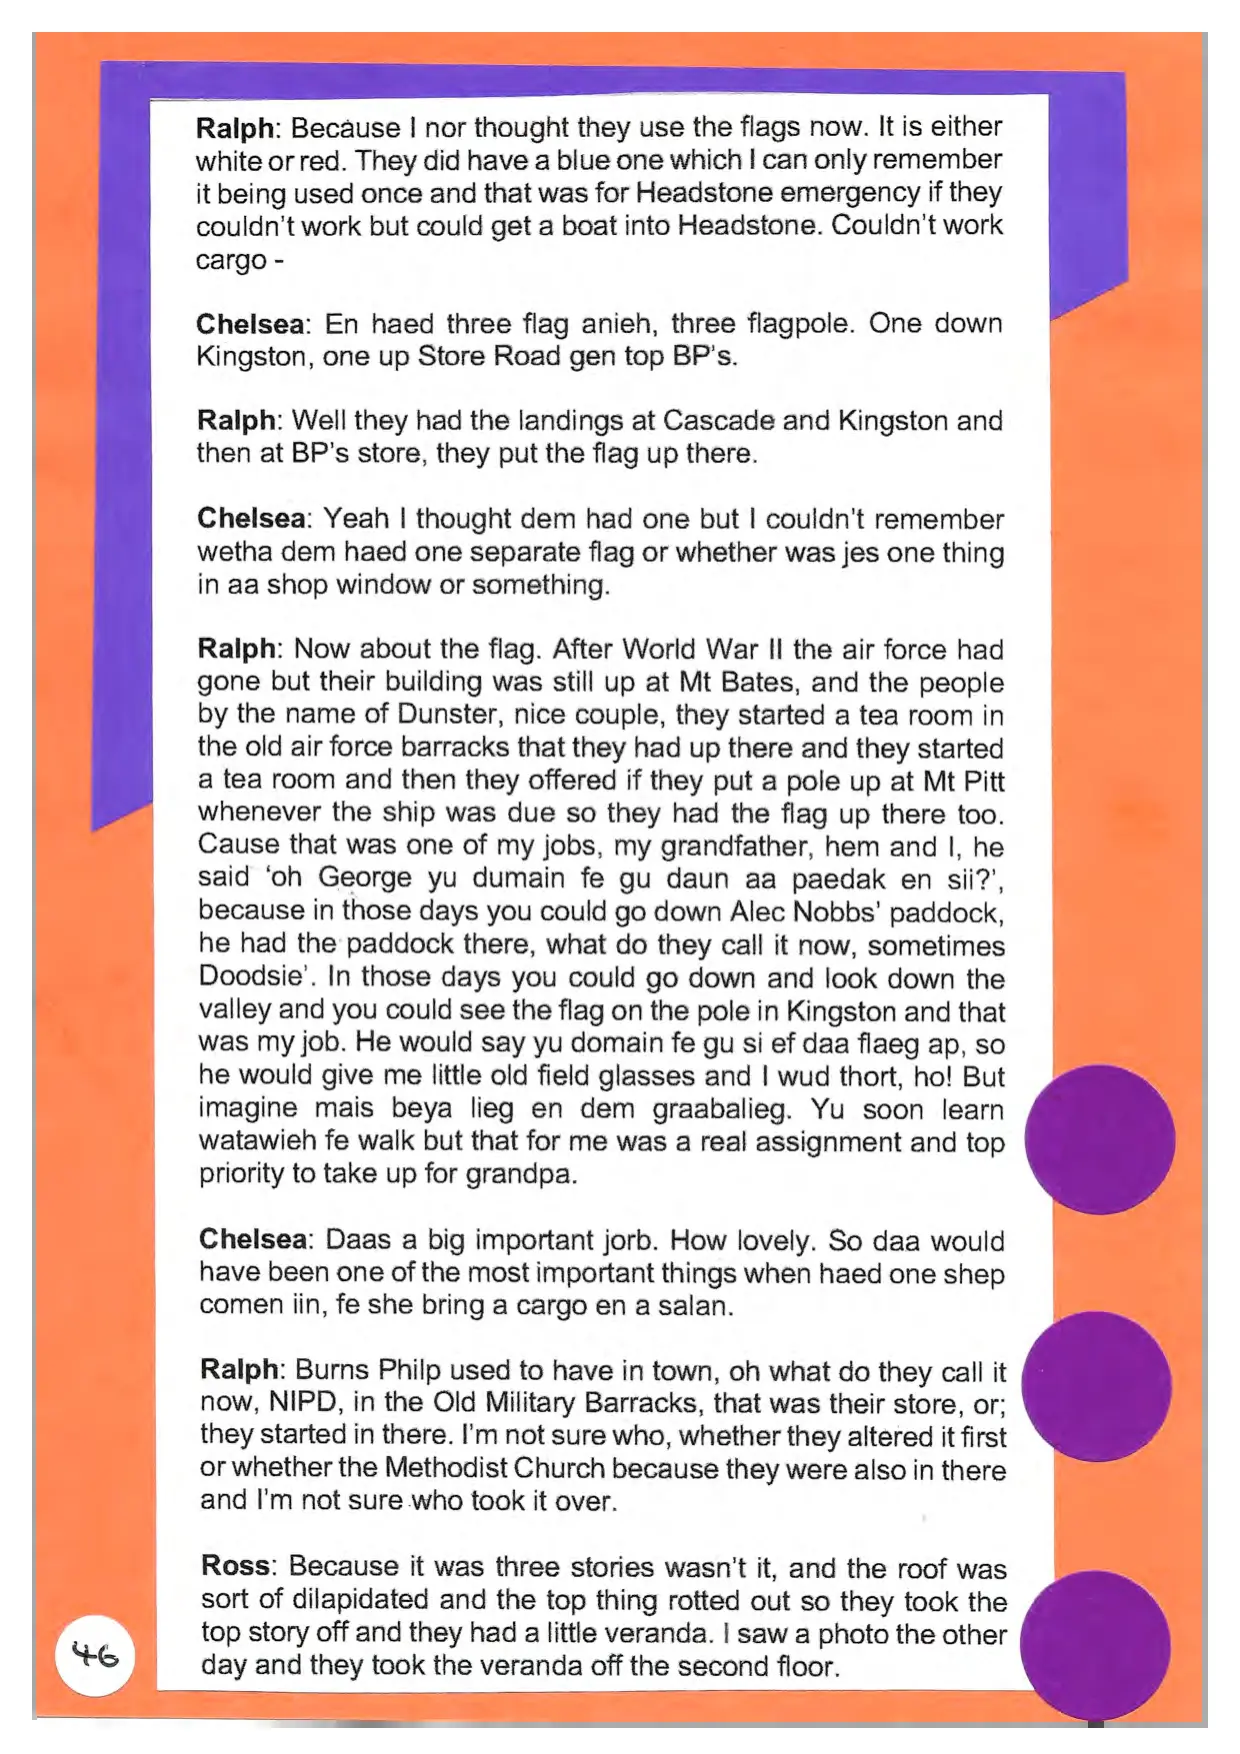 Ralph: Because I nor thought they use the flags now. It is either
white or red. They did have a blue one which I can only remember
it being used once and that was for Headstone emergency if they
couldn't work but could get a boat into Headstone. Couldn't work
cargo -
Chelsea: En haed three flag anieh, three flagpole. One down
Kingston, one up Store Road gen top BP's.
Ralph: Well they had the landings at Cascade and Kingston and
then at BP's store, they put the flag up there.
Chelsea: Yeah I thought dem had one but I couldn't remember
wetha dem haed one separate flag or whether was jes one thing
in aa shop window or something.
Ralph: Now about the flag. After World War II the air force had
gone but their building was still up at Mt Bates, and the people
by the name of Dunster, nice couple, they started a tea room in
the old air force barracks that they had up there and they started
a tea room and then they offered if they put a pole up at Mt Pitt
whenever the ship was due so they had the flag up there too.
Cause that was one of my jobs, my grandfather, hem and I, he
said 'oh George yu dumain fe gu daun aa paedak en sii?',
because in those days you could go down Alec Nobbs' paddock,
he had the paddock there, what do they call it now, sometimes
Doodsie'. In those days you could go down and look down the
valley and you could see the flag on the pole in Kingston and that
was my job. He would say yu domain fe gu si ef daa flaeg ap, so
he would give me little old field glasses and I wud thort, ho! But
imagine mais beya lieg en dem graabalieg. Yu soon learn
watawieh fe walk but that for me was a real assignment and top
priority to take up for grandpa.
Chelsea: Daas a big important jorb. How lovely. So daa would
have been one of the most important things when haed one shep
comen iin, fe she bring a cargo en a salan.
Ralph: Burns Philp used to have in town, oh what do they call it
now, NIPD, in the Old Military Barracks, that was their store, or;
they started in there. I'm not sure who, whether they altered it first
or whether the Methodist Church because they were also in there
and I'm not sure who took it over.
Ross: Because it was three stories wasn't it, and the roof was
sort of dilapidated and the top thing rotted out so they took the
top story off and they had a little veranda. I saw a photo the other
day and they took the veranda off the second floor.
46